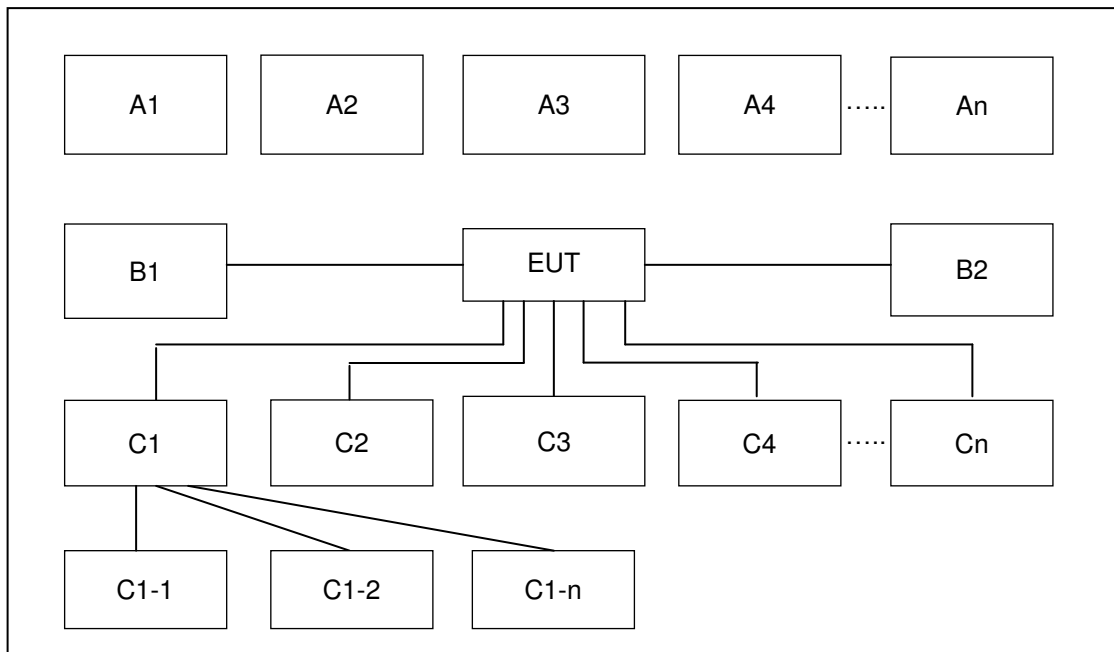 A1 A2 A3 A4 ..... An
B1 EUT B2
C1 C2 C3 C4 ..... Cn
C1-1 C1-2 C1-n